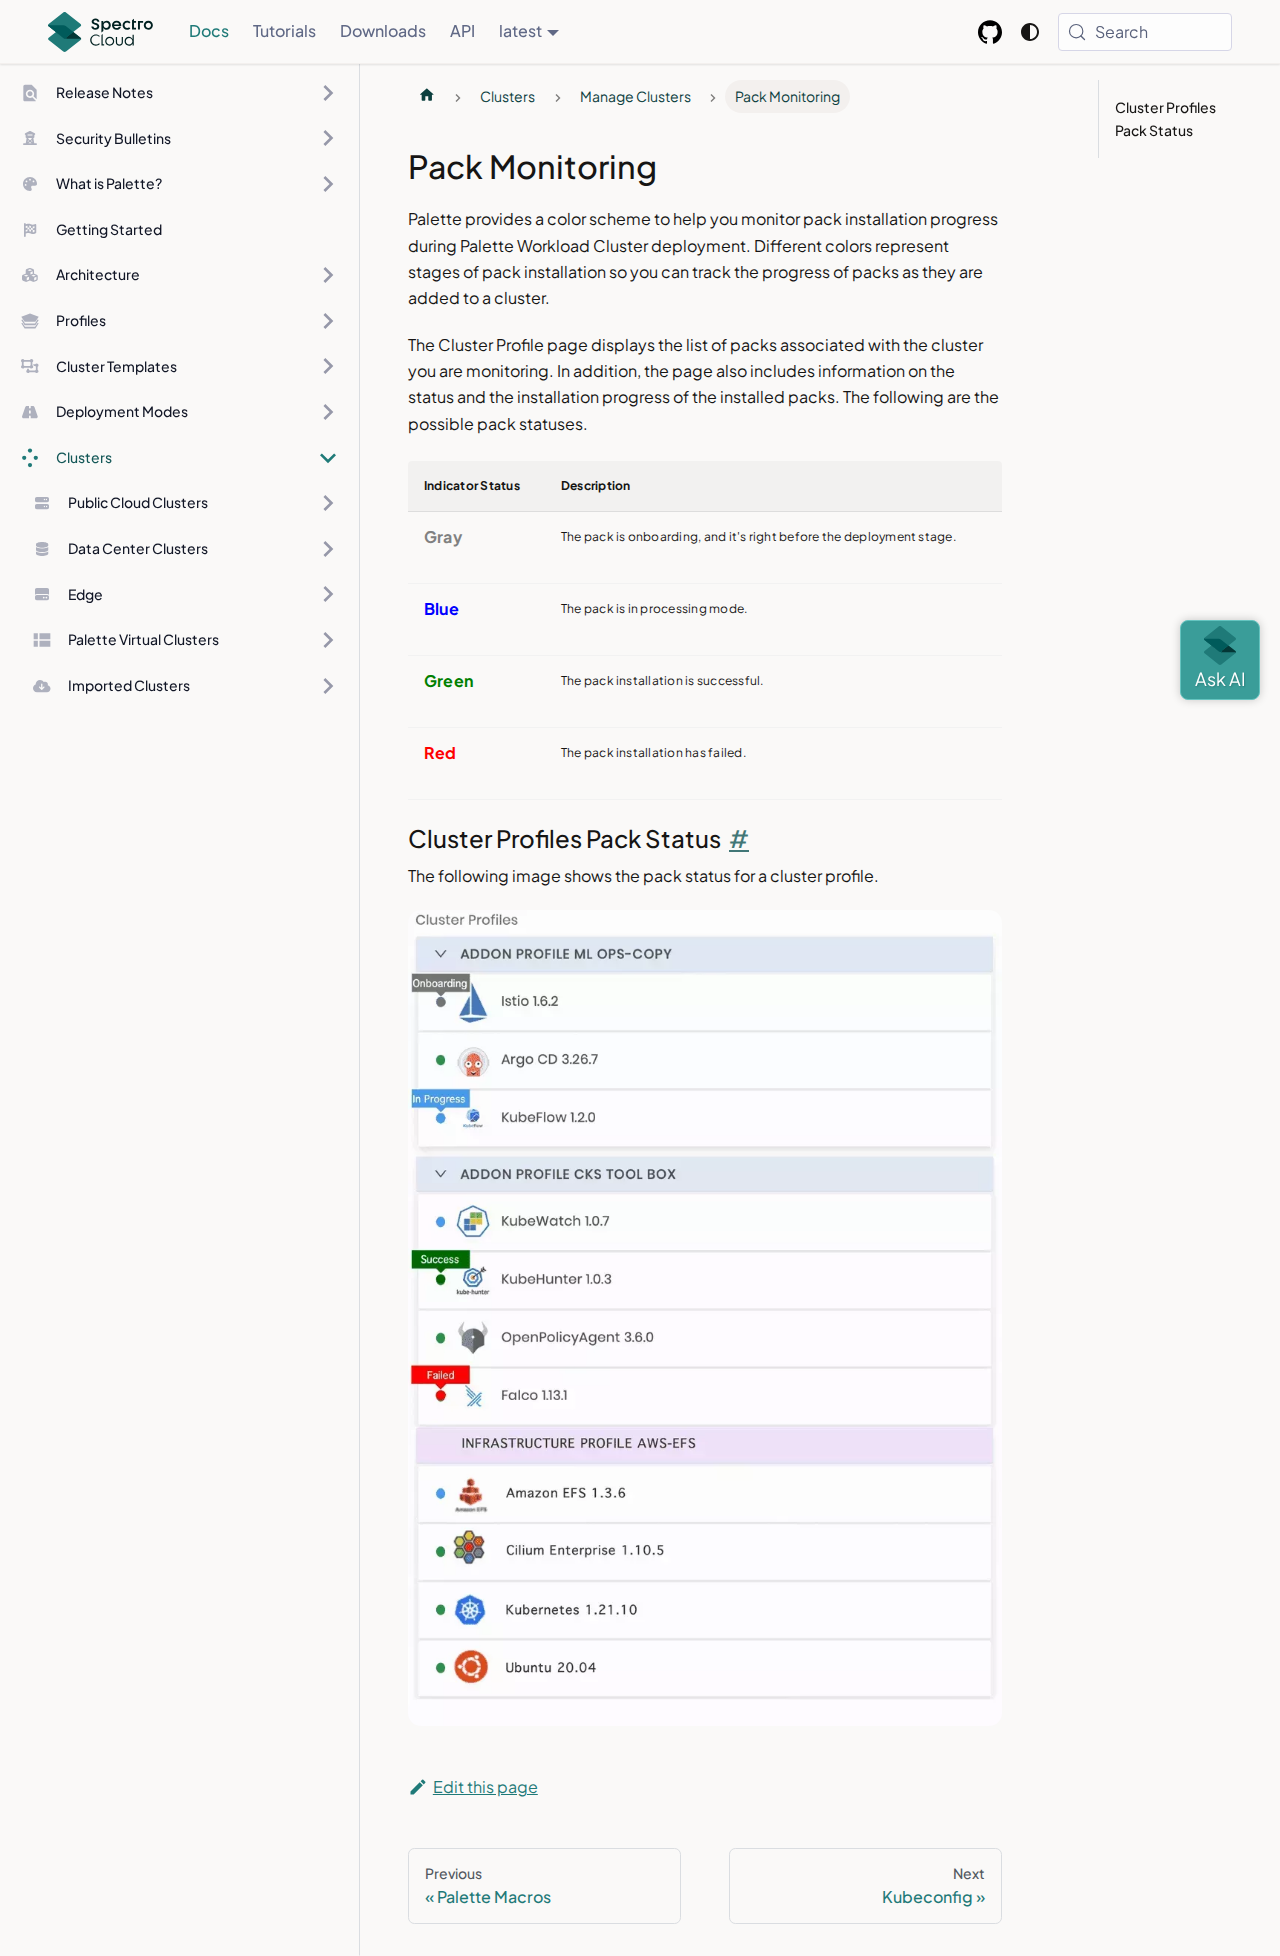 Spectro
Cloud
Docs
Tutorials
Downloads
API
latest
Search
Release Notes
Security Bulletins
What is Palette?
Getting Started
Architecture
Profiles
Cluster Templates
Deployment Modes
Clusters
Public Cloud Clusters
Data Center Clusters
Edge
Palette Virtual Clusters
Imported Clusters
Clusters
Manage Clusters
Pack Monitoring
Pack Monitoring
Palette provides a color scheme to help you monitor pack installation progress
during Palette Workload Cluster deployment. Different colors represent
stages of pack installation so you can track the progress of packs as they are
added to a cluster.
The Cluster Profile page displays the list of packs associated with the cluster
you are monitoring. In addition, the page also includes information on the
status and the installation progress of the installed packs. The following are the
possible pack statuses.
Indicator Status Description
Gray The pack is onboarding, and it's right before the deployment stage.
Blue The pack is in processing mode.
Green The pack installation is successful.
Red The pack installation has failed.
Cluster Profiles Pack Status #
The following image shows the pack status for a cluster profile.
Cluster Profiles
ADDON PROFILE ML OPS-COPY
Onboarding
Istio 1.6.2
Argo CD 3.26.7
In Progress
KubeFlow 1.2.0
ADDON PROFILE CKS TOOL BOX
KubeWatch 1.0.7
Success
KubeHunter 1.0.3
kube-hunter
OpenPolicyAgent 3.6.0
Failed
Falco 1.13.1
INFRASTRUCTURE PROFILE AWS-EFS
Amazon EFS 1.3.6
Amazon EFS
Cilium Enterprise 1.10.5
Kubernetes 1.21.10
Ubuntu 20.04
Edit this page
Previous
« Palette Macros
Next
Kubeconfig »
Cluster Profiles
Pack Status
Ask AI